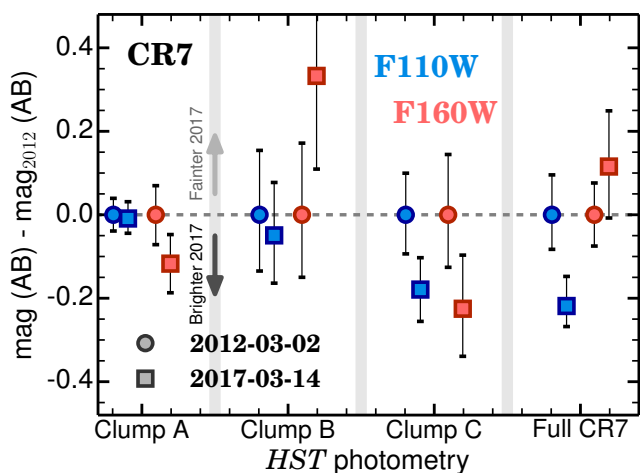 CR7
F110W
F160W
Fainter 2017
Brighter 2017
2012-03-02
2017-03-14
mag (AB) - mag2012 (AB)
0.4
0.2
0.0
-0.2
-0.4
Clump A
Clump B
Clump C
Full CR7
HST photometry